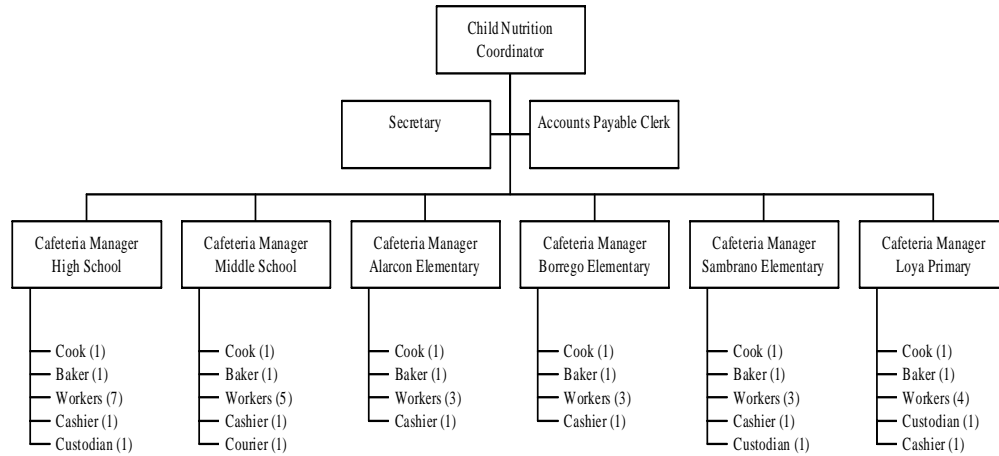 Child Nutrition
Coordinator
Secretary
Accounts Payable Clerk
Cafeteria Manager
High School
Cook (1)
Baker (1)
Workers (7)
Cashier (1)
Custodian (1)
Cafeteria Manager
Middle School
Cook (1)
Baker (1)
Workers (5)
Cashier (1)
Courier (1)
Cafeteria Manager
Alarcon Elementary
Cook (1)
Baker (1)
Workers (3)
Cashier (1)
Cafeteria Manager
Borrego Elementary
Cook (1)
Baker (1)
Workers (3)
Cashier (1)
Cafeteria Manager
Sambrano Elementary
Cook (1)
Baker (1)
Workers (3)
Cashier (1)
Custodian (1)
Cafeteria Manager
Loya Primary
Cook (1)
Baker (1)
Workers (4)
Custodian (1)
Cashier (1)